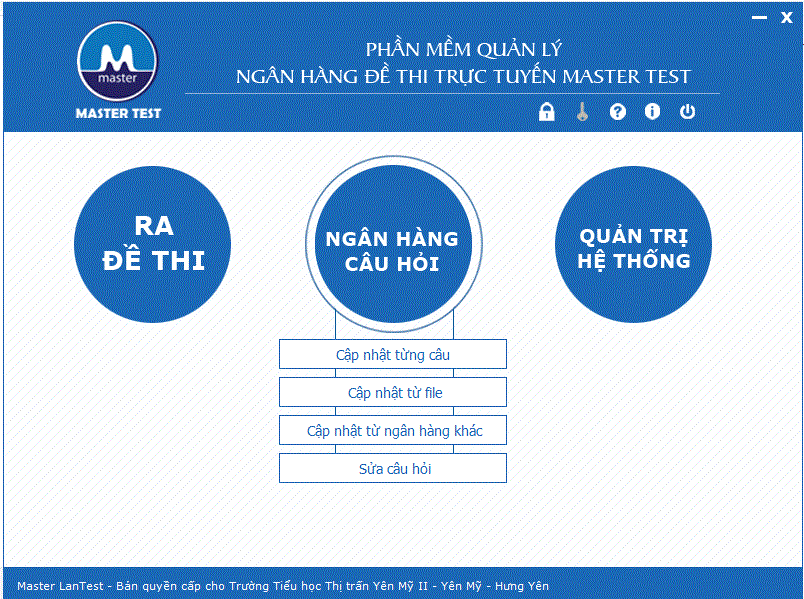 PHẦN MỀM QUẢN LÝ
NGÂN HÀNG ĐỀ THI TRỰC TUYẾN MASTER TEST
master
MASTER TEST
RA
ĐỀ THI
NGÂN HÀNG
CÂU HỎI
QUẢN TRỊ
HỆ THỐNG
Cập nhật từng câu
Cập nhật từ file
Cập nhật từ ngân hàng khác
Sửa câu hỏi
Master LanTest - Bản quyền cấp cho Trường Tiểu học Thị trấn Yên Mỹ II - Yên Mỹ - Hưng Yên